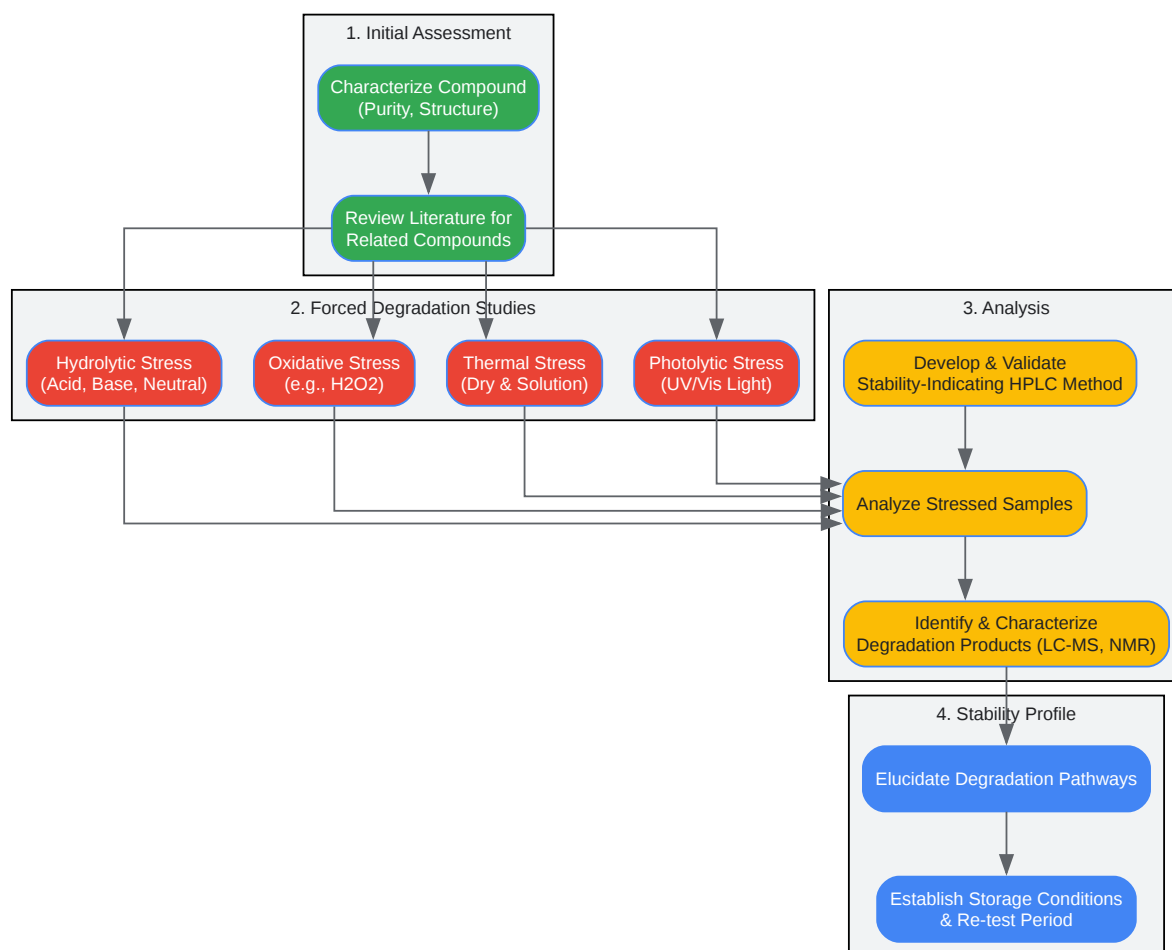 1. Initial Assessment
Characterize Compound
(Purity, Structure)
Review Literature for
Related Compounds
2. Forced Degradation Studies
Hydrolytic Stress
(Acid, Base, Neutral)
Oxidative Stress
(e.g., H2O2)
Thermal Stress
(Dry & Solution)
Photolytic Stress
(UV/Vis Light)
3. Analysis
Develop & Validate
Stability-Indicating HPLC Method
Analyze Stressed Samples
Identify & Characterize
Degradation Products (LC-MS, NMR)
4. Stability Profile
Elucidate Degradation Pathways
Establish Storage Conditions
& Re-test Period